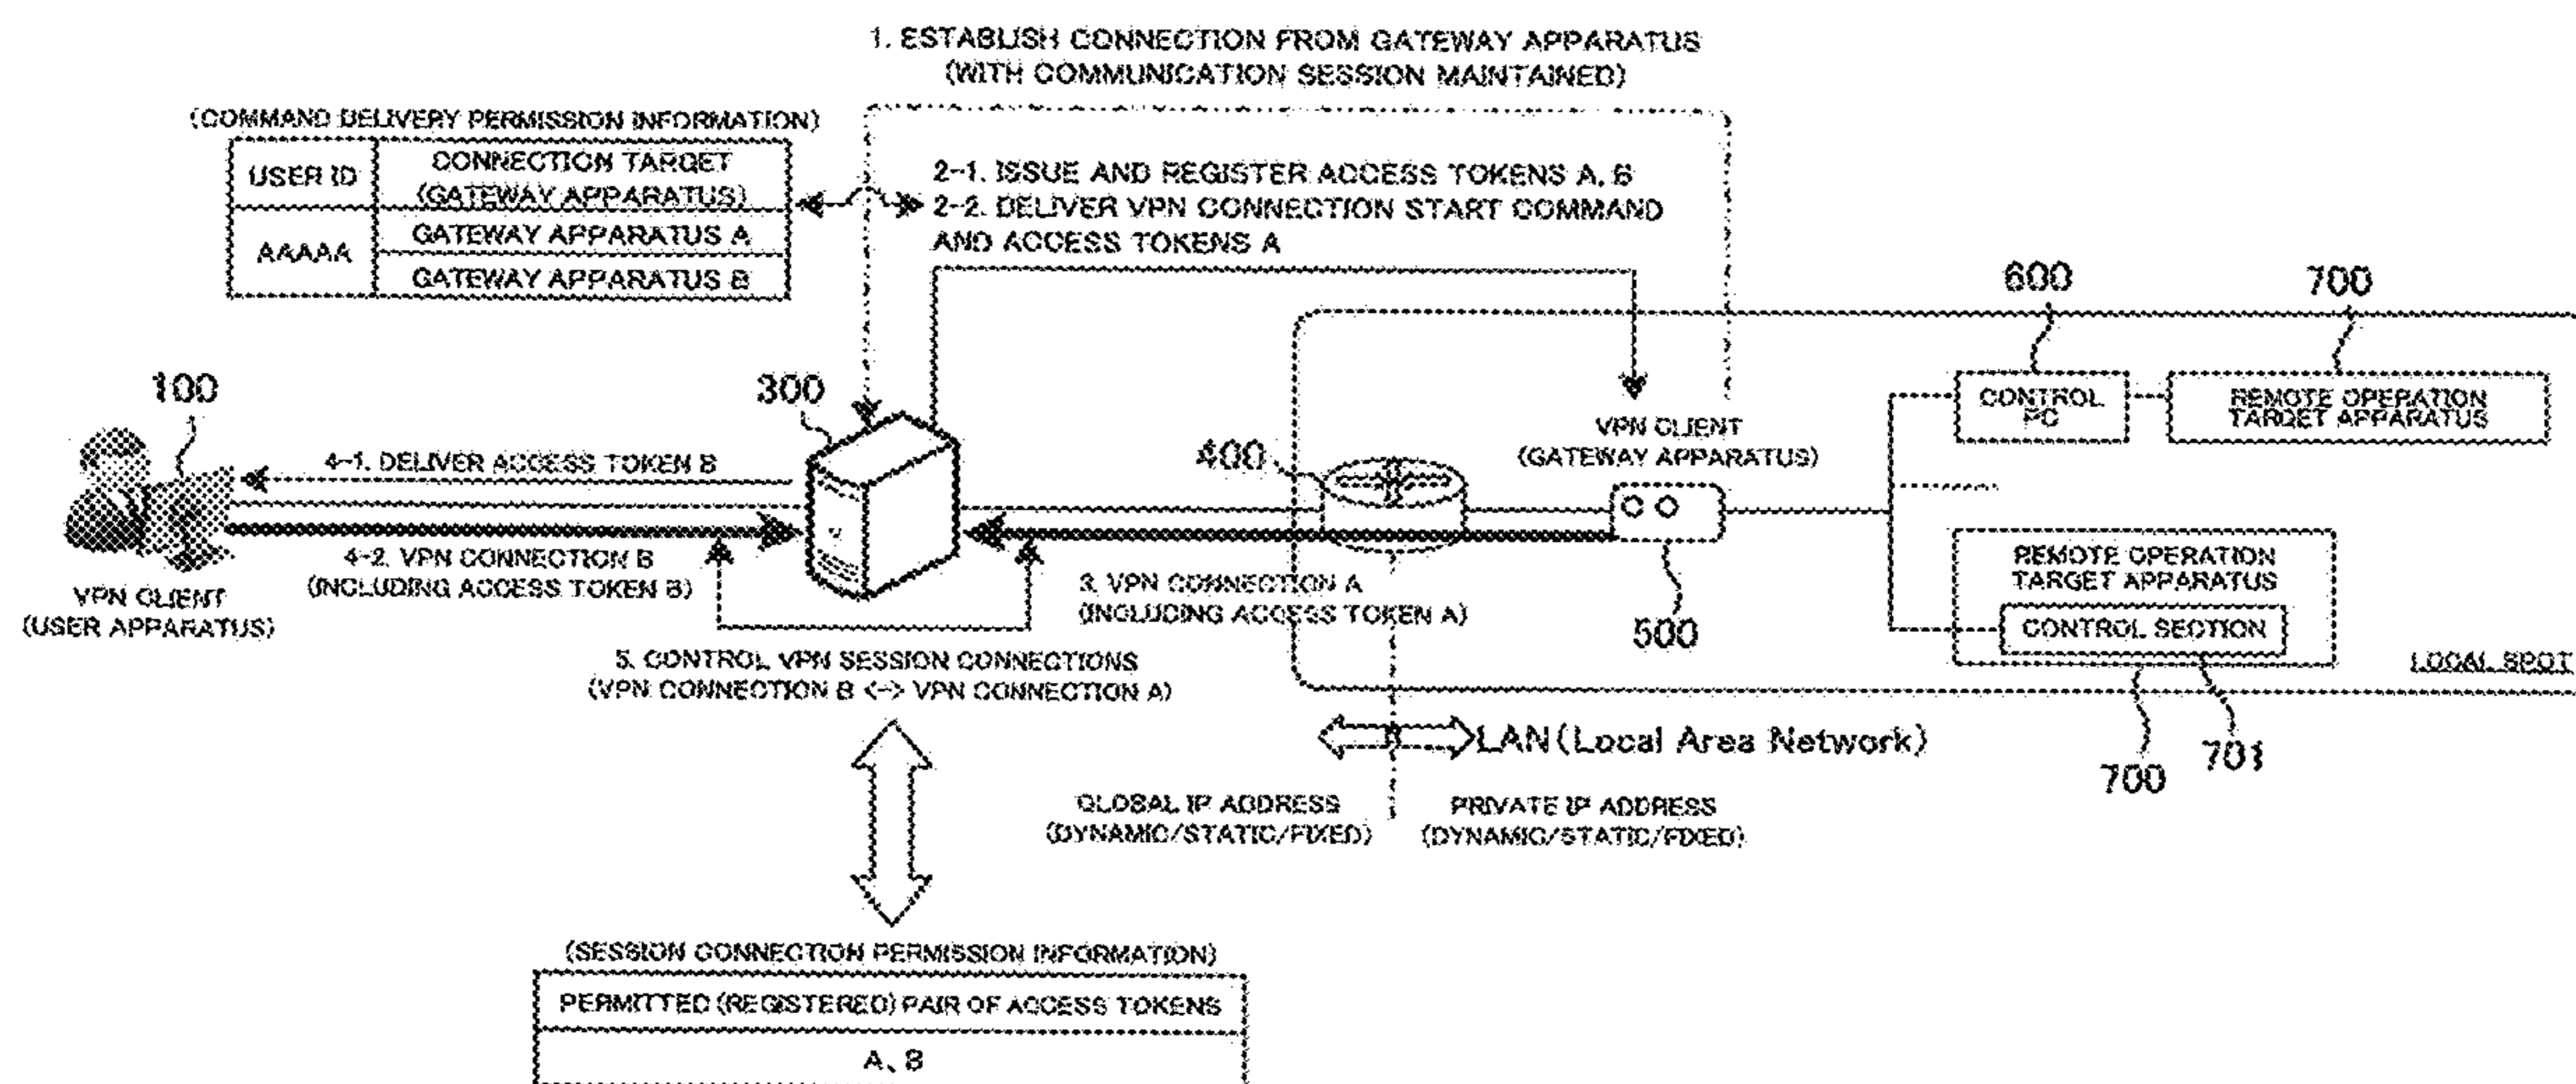 1. ESTABLISH CONNECTION FROM GATEWAY APPARATUS
(WITH COMMUNICATION SESSION MAINTAINED)
(COMMAND DELIVERY PERMISSION INFORMATION)
USER ID
CONNECTION TARGET
(GATEWAY APPARATUS)
AAAAA
GATEWAY APPARATUS A
GATEWAY APPARATUS B
2-1. ISSUE AND REGISTER ACCESS TOKENS A, B
2-2. DELIVER VPN CONNECTION START COMMAND
AND ACCESS TOKENS A
600
700
100
300
CONTROL
PC
REMOTE OPERATION
TARGET APPARATUS
VPN CLIENT
(GATEWAY APPARATUS)
400
4-1. DELIVER ACCESS TOKEN B
4-2. VPN CONNECTION B
(INCLUDING ACCESS TOKEN B)
VPN CLIENT
(USER APPARATUS)
3. VPN CONNECTION A
(INCLUDING ACCESS TOKEN A)
500
REMOTE OPERATION
TARGET APPARATUS
CONTROL SECTION
LOCAL SPOT
5. CONTROL VPN SESSION CONNECTIONS
(VPN CONNECTION B <-> VPN CONNECTION A)
LAN (Local Area Network)
700
701
GLOBAL IP ADDRESS
(DYNAMIC/STATIC/FIXED)
PRIVATE IP ADDRESS
(DYNAMIC/STATIC/FIXED)
(SESSION CONNECTION PERMISSION INFORMATION)
PERMITTED (REGISTERED) PAIR OF ACCESS TOKENS
A、B